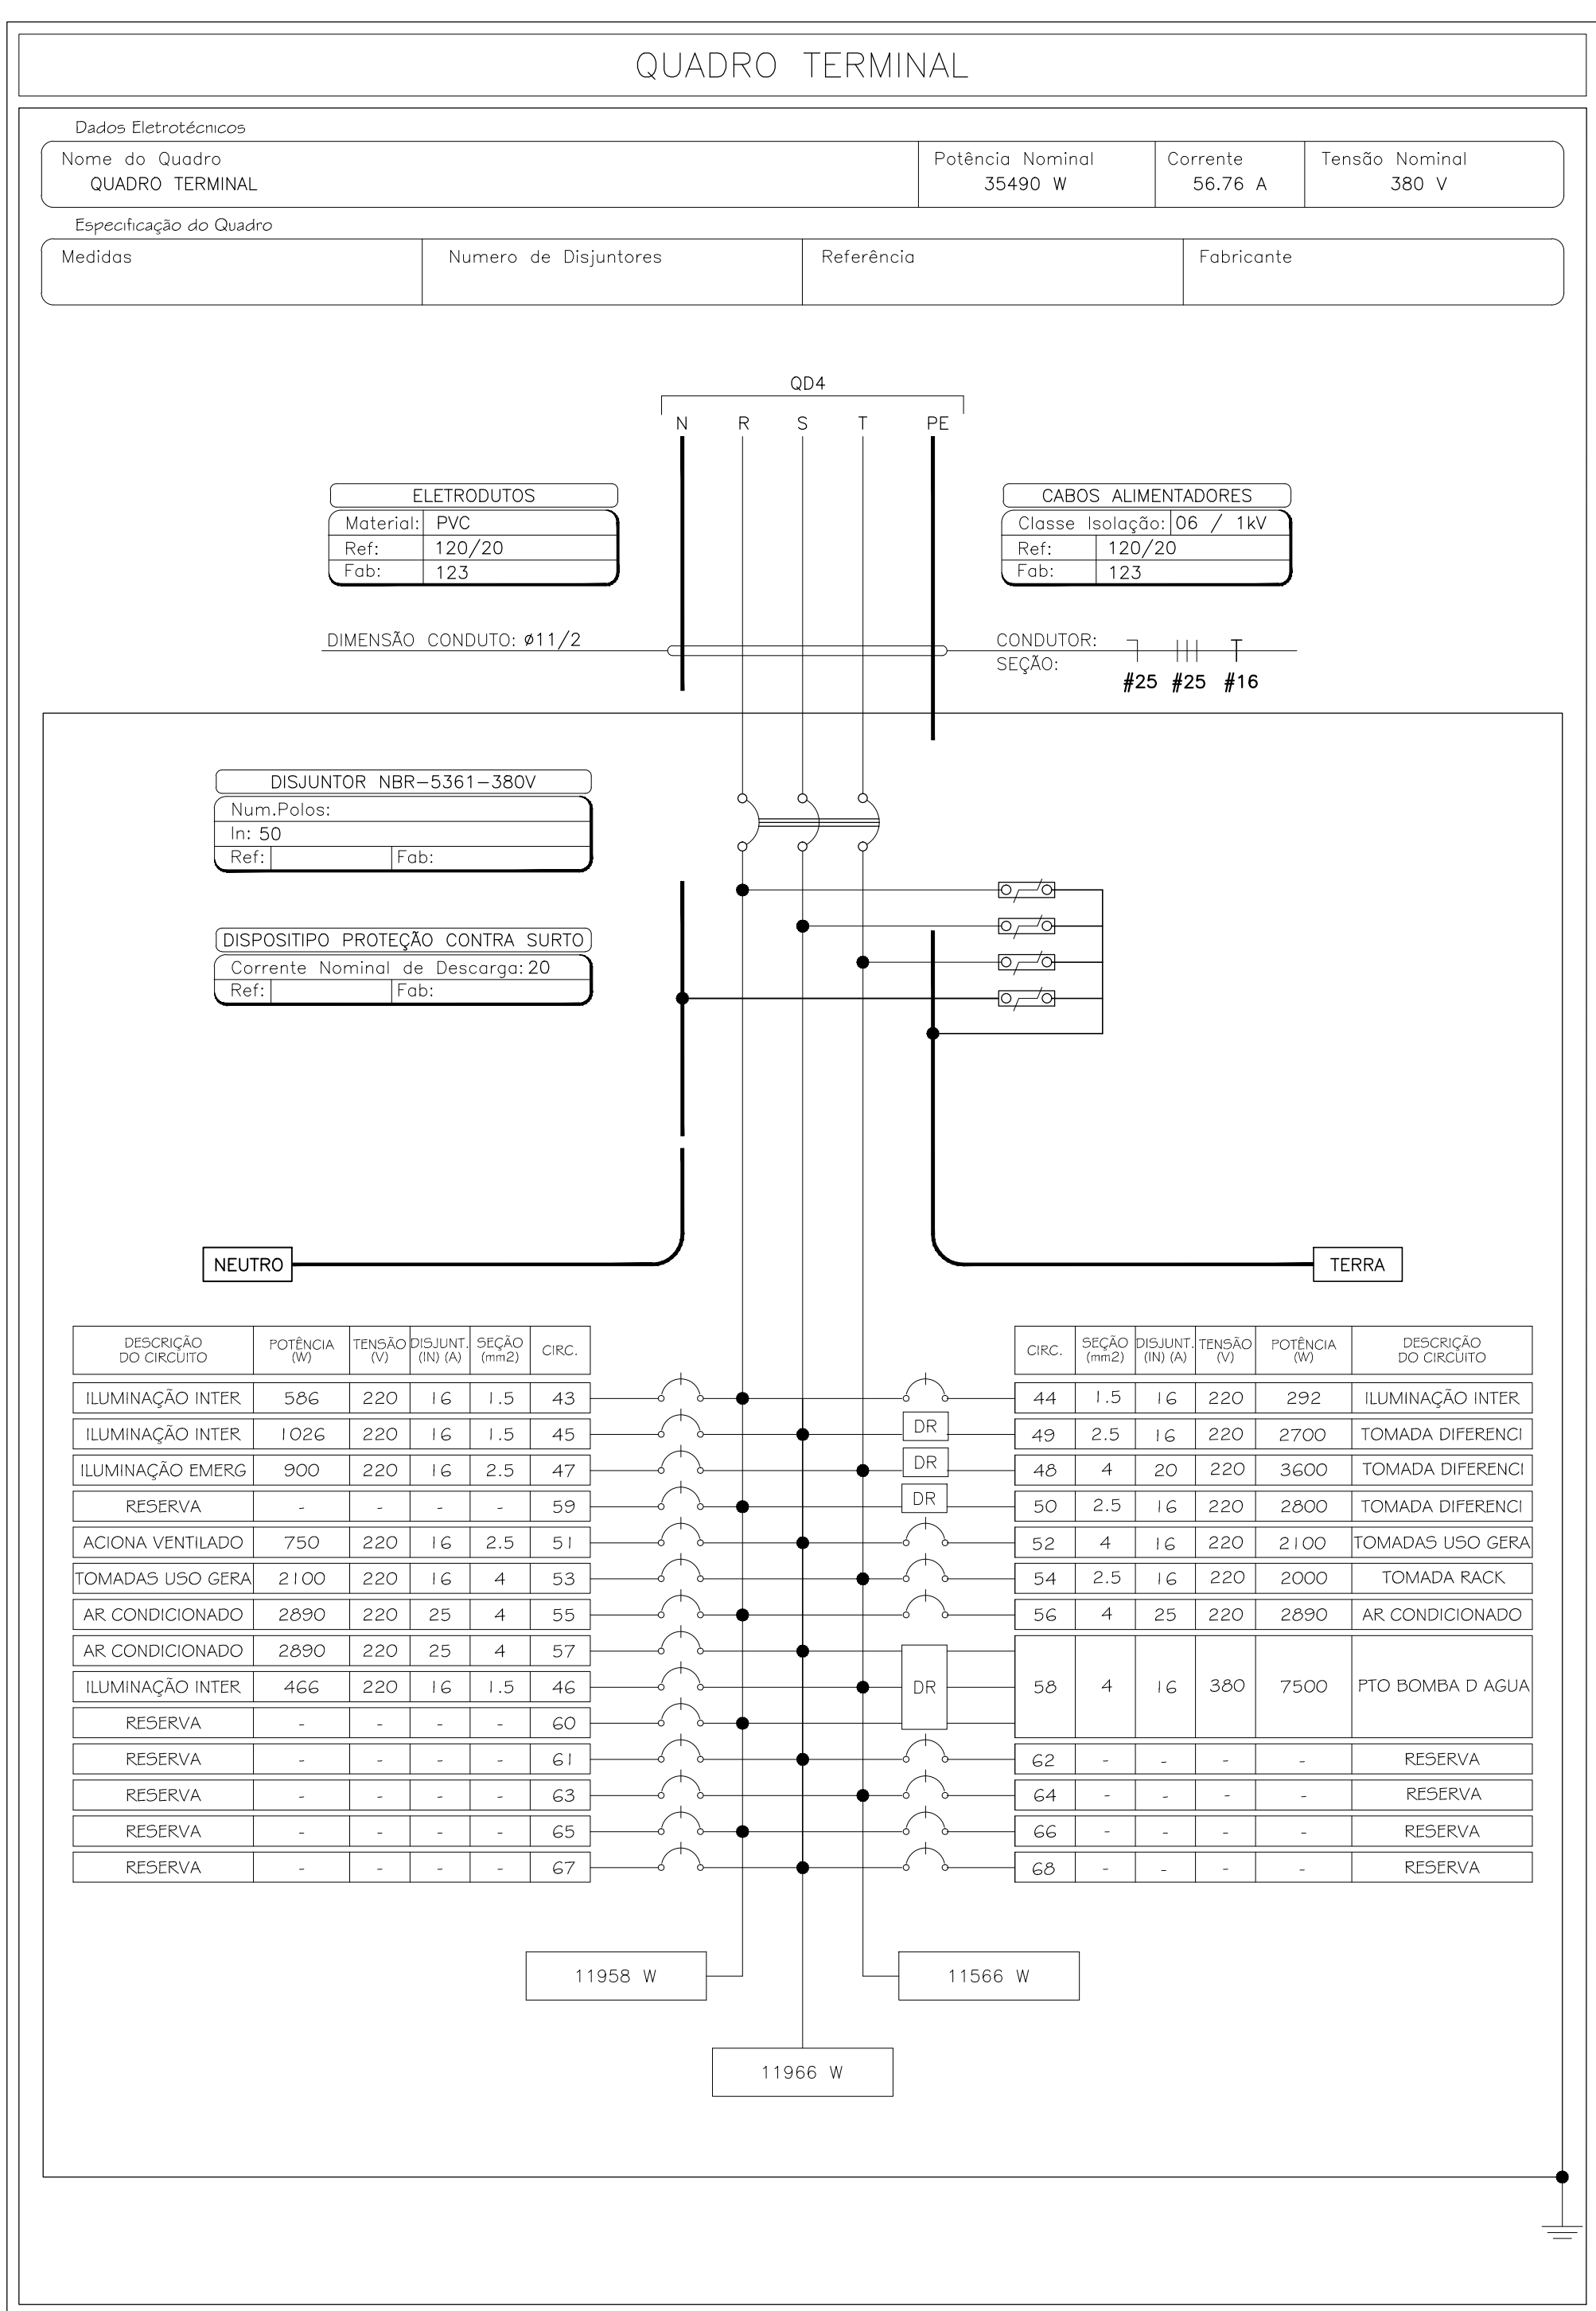 QUADRO TERMINAL
Dados Eletrotécnicos
Nome do Quadro Potência Nominal Corrente Tensão Nominal
QUADRO TERMINAL 35490 W 56.76 A 380 V
Especificação do Quadro
Medidas Numero de Disjuntores Referência Fabricante
QD4
N R S T PE
ELETRODUTOS
Material: PVC
Ref: 120/20
Fab: 123
CABOS ALIMENTADORES
Classe Isolação: 06 / 1kV
Ref: 120/20
Fab: 123
DIMENSÃO CONDUTO: ø11/2
CONDUTOR:
SEÇÃO:
#25 #25 #16
DISJUNTOR NBR-5361-380V
Num.Polos:
In: 50
Ref: Fab:
DISPOSITIPO PROTEÇÃO CONTRA SURTO
Corrente Nominal de Descarga: 20
Ref: Fab:
NEUTRO TERRA
DESCRIÇÃO DO CIRCUITO POTÊNCIA (W) TENSÃO (V) DISJUNT. (IN) (A) SEÇÃO (mm2) CIRC. CIRC. SEÇÃO (mm2) DISJUNT. (IN) (A) TENSÃO (V) POTÊNCIA (W) DESCRIÇÃO DO CIRCUITO
ILUMINAÇÃO INTER 586 220 16 1.5 43 44 1.5 16 220 292 ILUMINAÇÃO INTER
ILUMINAÇÃO INTER 1026 220 16 1.5 45 DR 49 2.5 16 220 2700 TOMADA DIFERENCI
ILUMINAÇÃO EMERG 900 220 16 2.5 47 DR 48 4 20 220 3600 TOMADA DIFERENCI
RESERVA - - - - 59 DR 50 2.5 16 220 2800 TOMADA DIFERENCI
ACIONA VENTILADO 750 220 16 2.5 51 52 4 16 220 2100 TOMADAS USO GERA
TOMADAS USO GERA 2100 220 16 4 53 54 2.5 16 220 2000 TOMADA RACK
AR CONDICIONADO 2890 220 25 4 55 56 4 25 220 2890 AR CONDICIONADO
AR CONDICIONADO 2890 220 25 4 57
ILUMINAÇÃO INTER 466 220 16 1.5 46 DR 58 4 16 380 7500 PTO BOMBA D AGUA
RESERVA - - - - 60
RESERVA - - - - 61 62 - - - - RESERVA
RESERVA - - - - 63 64 - - - - RESERVA
RESERVA - - - - 65 66 - - - - RESERVA
RESERVA - - - - 67 68 - - - - RESERVA
11958 W 11566 W
11966 W